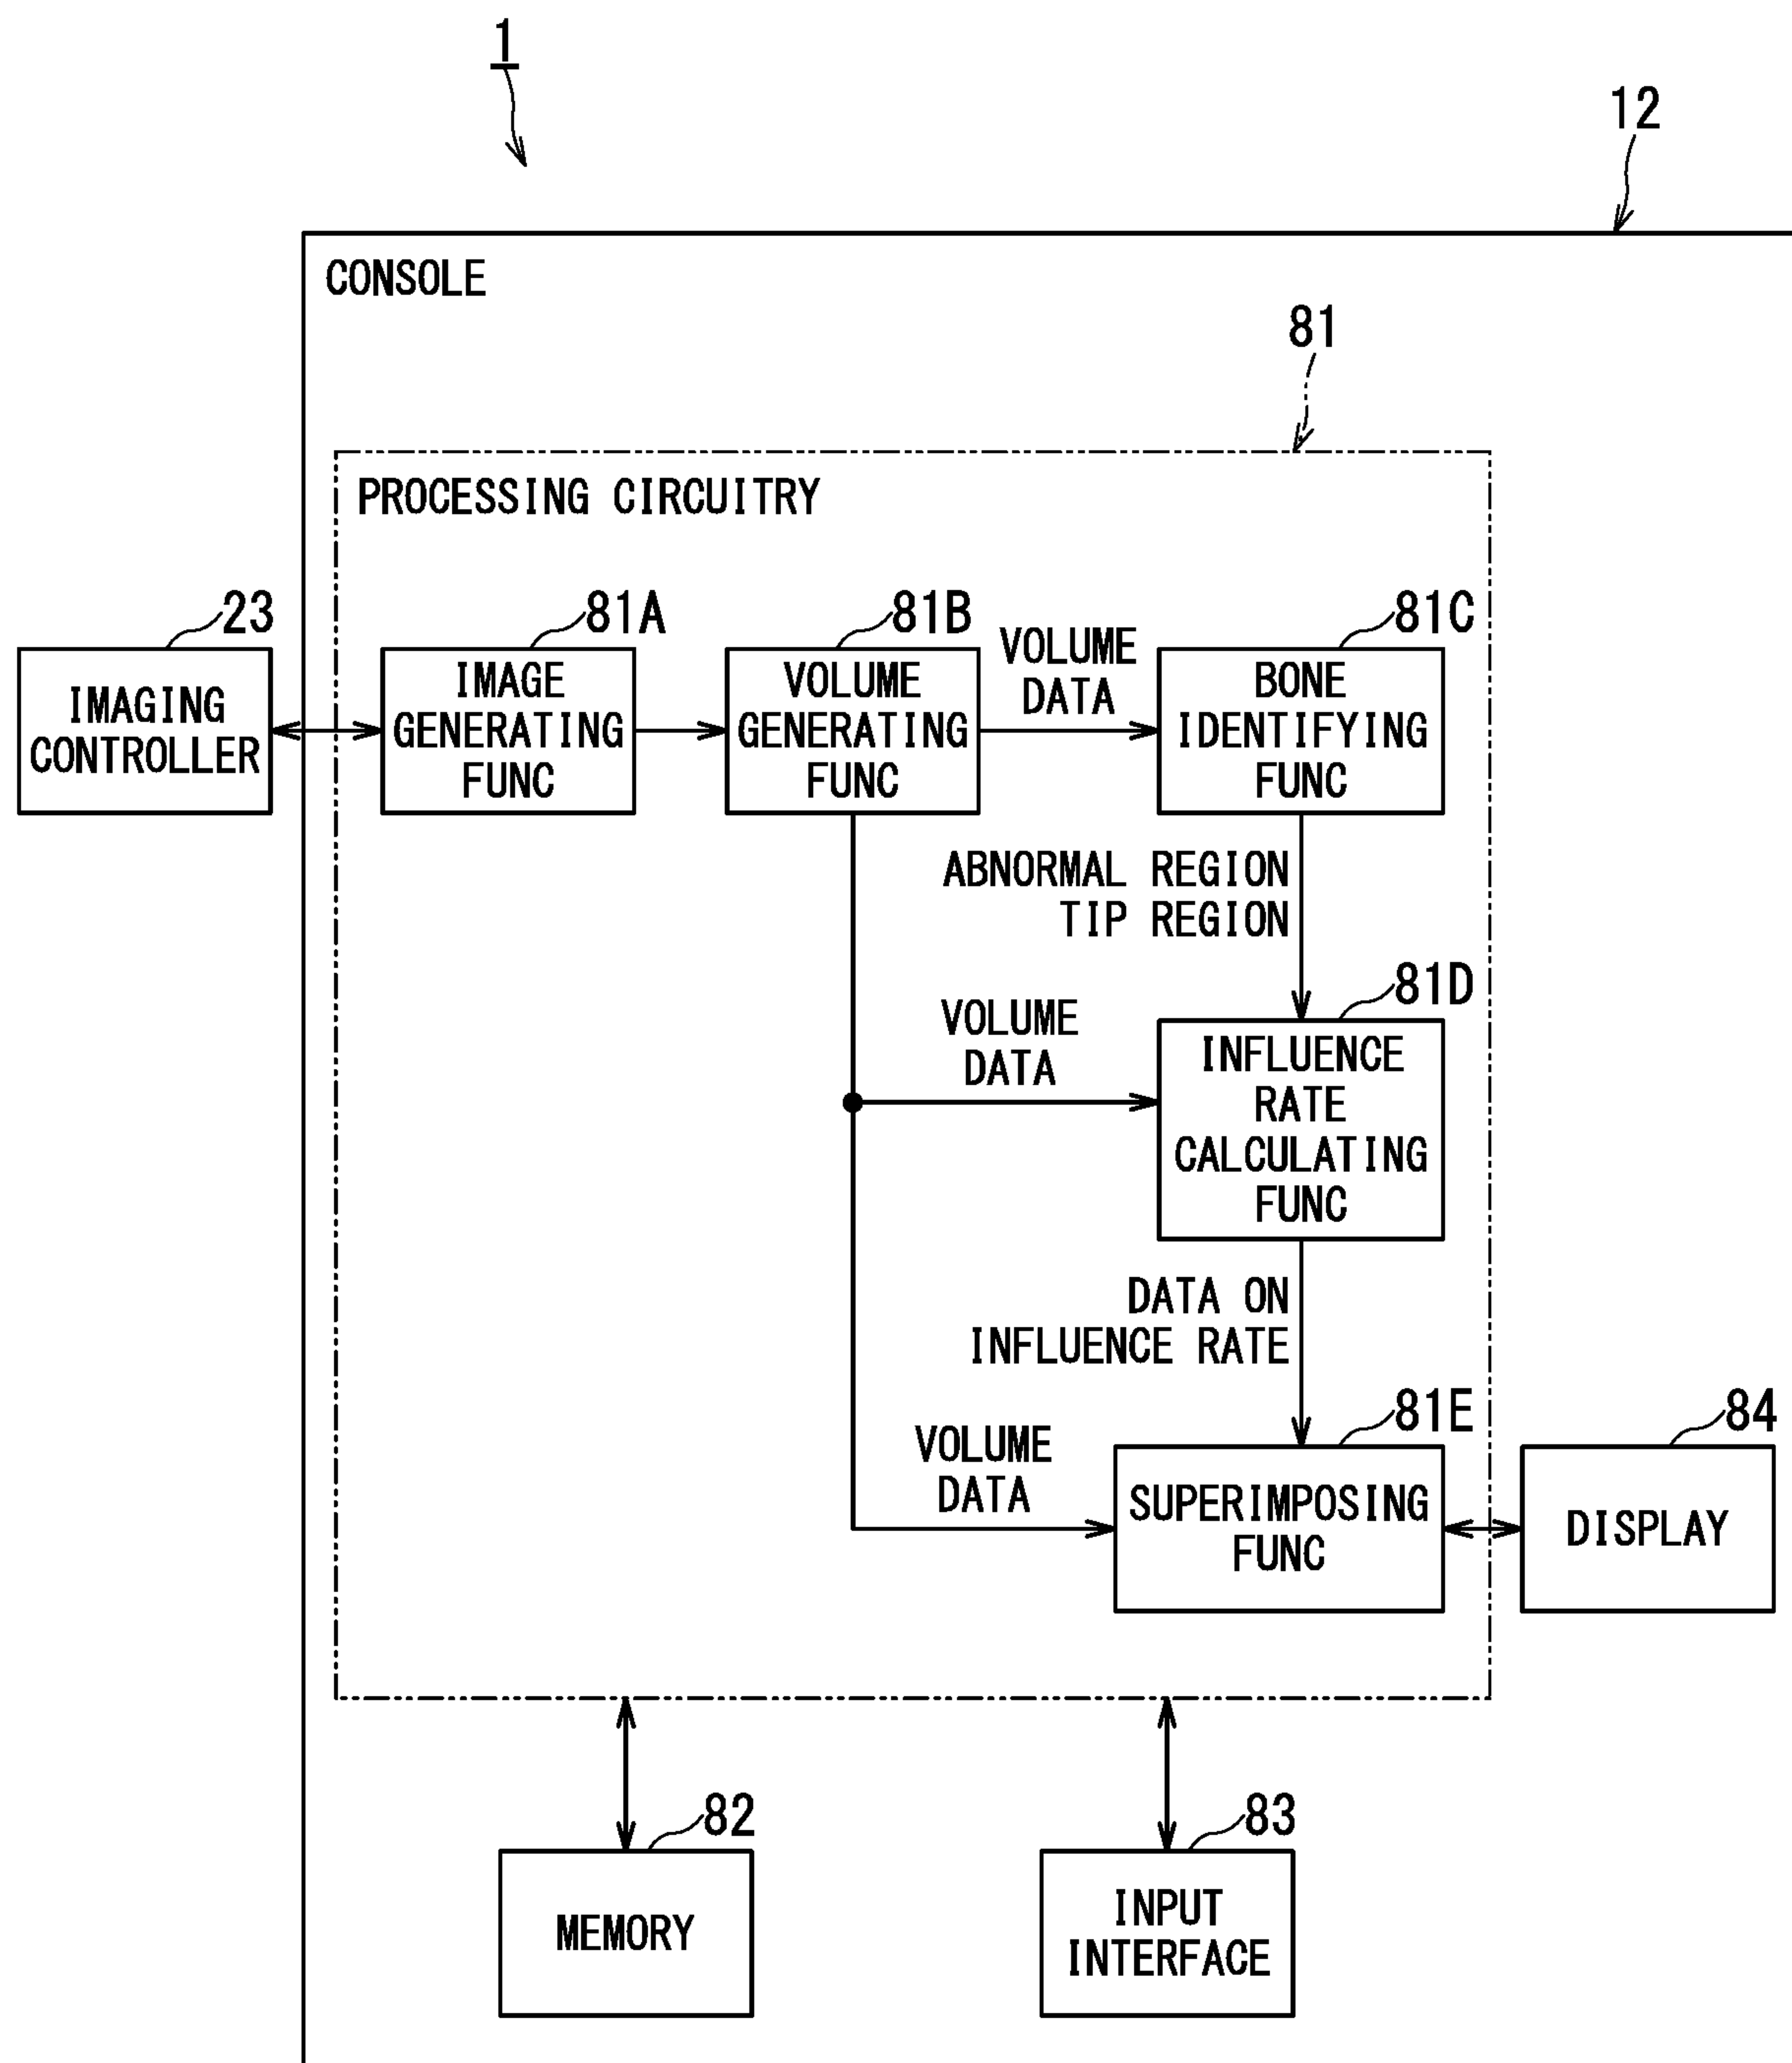 1
12
CONSOLE
81
PROCESSING CIRCUITRY
23
IMAGING
CONTROLLER
81A
IMAGE
GENERATING
FUNC
81B
VOLUME
GENERATING
FUNC
VOLUME
DATA
81C
BONE
IDENTIFYING
FUNC
ABNORMAL REGION
TIP REGION
VOLUME
DATA
81D
INFLUENCE
RATE
CALCULATING
FUNC
DATA ON
INFLUENCE RATE
VOLUME
DATA
81E
SUPERIMPOSING
FUNC
84
DISPLAY
82
MEMORY
83
INPUT
INTERFACE